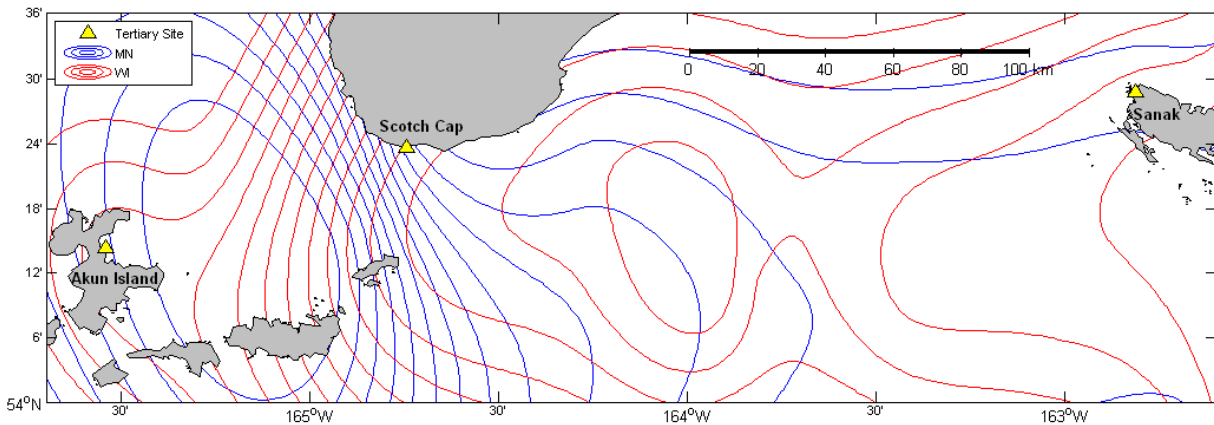 36'
30'
24'
18'
12'
6'
54°N
Tertiary Site
MN
WI
0 20 40 60 80 100 km
Scotch Cap
Sanak
Akun Island
30' 165°W 30' 164°W 30' 163°W